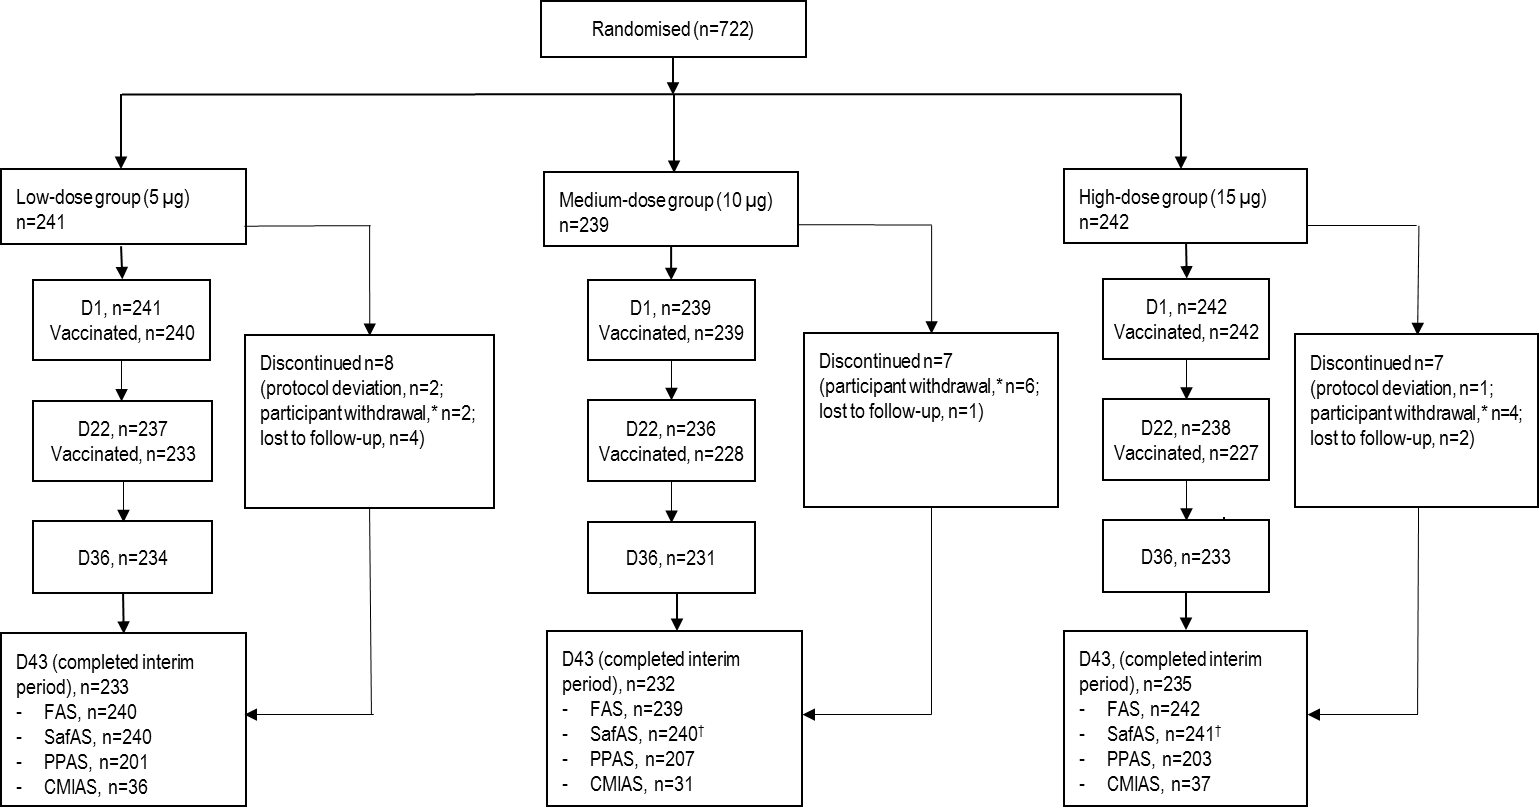 Randomised (n=722)
Low-dose group (5 µg)
n=241
D1, n=241
Vaccinated, n=240
Discontinued n=8
(protocol deviation, n=2;
participant withdrawal,* n=2;
lost to follow-up, n=4)
D22, n=237
Vaccinated, n=233
D36, n=234
D43 (completed interim
period), n=233
- FAS, n=240
- SafAS, n=240
- PPAS, n=201
- CMIAS, n=36
Medium-dose group (10 µg)
n=239
D1, n=239
Vaccinated, n=239
Discontinued n=7
(participant withdrawal,* n=6;
lost to follow-up, n=1)
D22, n=236
Vaccinated, n=228
D36, n=231
D43 (completed interim
period), n=232
- FAS, n=239
- SafAS, n=240†
- PPAS, n=207
- CMIAS, n=31
High-dose group (15 µg)
n=242
D1, n=242
Vaccinated, n=242
Discontinued n=7
(protocol deviation, n=1;
participant withdrawal,* n=4;
lost to follow-up, n=2)
D22, n=238
Vaccinated, n=227
D36, n=233
D43, (completed interim
period), n=235
- FAS, n=242
- SafAS, n=241†
- PPAS, n=203
- CMIAS, n=37